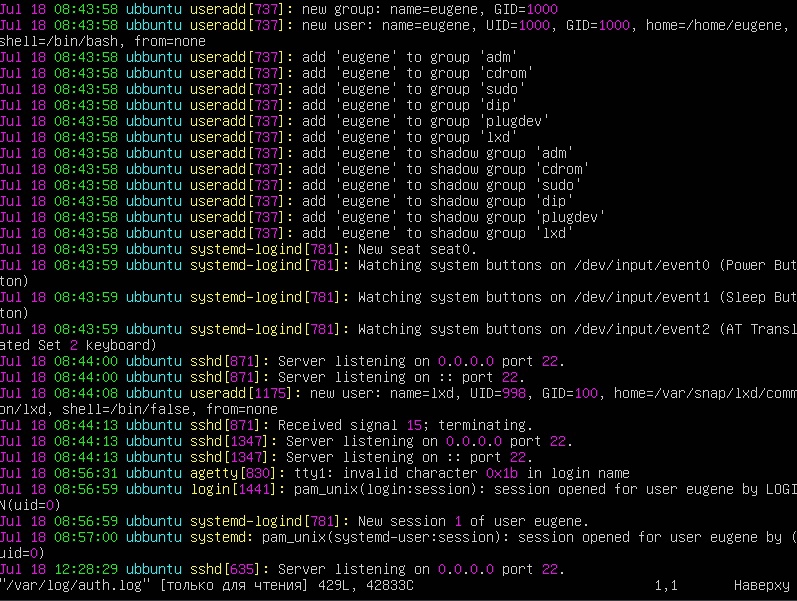 Jul 18 08:43:58 ubbuntu useradd[737]: new group: name=eugene, GID=1000
Jul 18 08:43:58 ubbuntu useradd[737]: new user: name=eugene, UID=1000, GID=1000, home=/home/eugene,
shell=/bin/bash, from=none
Jul 18 08:43:58 ubbuntu useradd[737]: add 'eugene' to group 'adm'
Jul 18 08:43:58 ubbuntu useradd[737]: add 'eugene' to group 'cdrom'
Jul 18 08:43:58 ubbuntu useradd[737]: add 'eugene' to group 'sudo'
Jul 18 08:43:58 ubbuntu useradd[737]: add 'eugene' to group 'dip'
Jul 18 08:43:58 ubbuntu useradd[737]: add 'eugene' to group 'plugdev'
Jul 18 08:43:58 ubbuntu useradd[737]: add 'eugene' to group 'lxd'
Jul 18 08:43:58 ubbuntu useradd[737]: add 'eugene' to shadow group 'adm'
Jul 18 08:43:58 ubbuntu useradd[737]: add 'eugene' to shadow group 'cdrom'
Jul 18 08:43:58 ubbuntu useradd[737]: add 'eugene' to shadow group 'sudo'
Jul 18 08:43:58 ubbuntu useradd[737]: add 'eugene' to shadow group 'dip'
Jul 18 08:43:58 ubbuntu useradd[737]: add 'eugene' to shadow group 'plugdev'
Jul 18 08:43:58 ubbuntu useradd[737]: add 'eugene' to shadow group 'lxd'
Jul 18 08:43:59 ubbuntu systemd-logind[781]: New seat seat0.
Jul 18 08:43:59 ubbuntu systemd-logind[781]: Watching system buttons on /dev/input/event0 (Power But
ton)
Jul 18 08:43:59 ubbuntu systemd-logind[781]: Watching system buttons on /dev/input/event1 (Sleep But
ton)
Jul 18 08:43:59 ubbuntu systemd-logind[781]: Watching system buttons on /dev/input/event2 (AT Transl
ated Set 2 keyboard)
Jul 18 08:44:00 ubbuntu sshd[871]: Server listening on 0.0.0.0 port 22.
Jul 18 08:44:00 ubbuntu sshd[871]: Server listening on :: port 22.
Jul 18 08:44:08 ubbuntu useradd[1175]: new user: name=lxd, UID=998, GID=100, home=/var/snap/lxd/comm
on/lxd, shell=/bin/false, from=none
Jul 18 08:44:13 ubbuntu sshd[871]: Received signal 15; terminating.
Jul 18 08:44:13 ubbuntu sshd[1347]: Server listening on 0.0.0.0 port 22.
Jul 18 08:44:13 ubbuntu sshd[1347]: Server listening on :: port 22.
Jul 18 08:56:31 ubbuntu agetty[830]: tty1: invalid character 0x1b in login name
Jul 18 08:56:59 ubbuntu login[1441]: pam_unix(login:session): session opened for user eugene by LOGI
N(uid=0)
Jul 18 08:56:59 ubbuntu systemd-logind[781]: New session 1 of user eugene.
Jul 18 08:57:00 ubbuntu systemd: pam_unix(systemd-user:session): session opened for user eugene by (
uid=0)
Jul 18 12:28:29 ubbuntu sshd[635]: Server listening on 0.0.0.0 port 22.
"/var/log/auth.log" [только для чтения] 429L, 42833C 1,1 Наверху